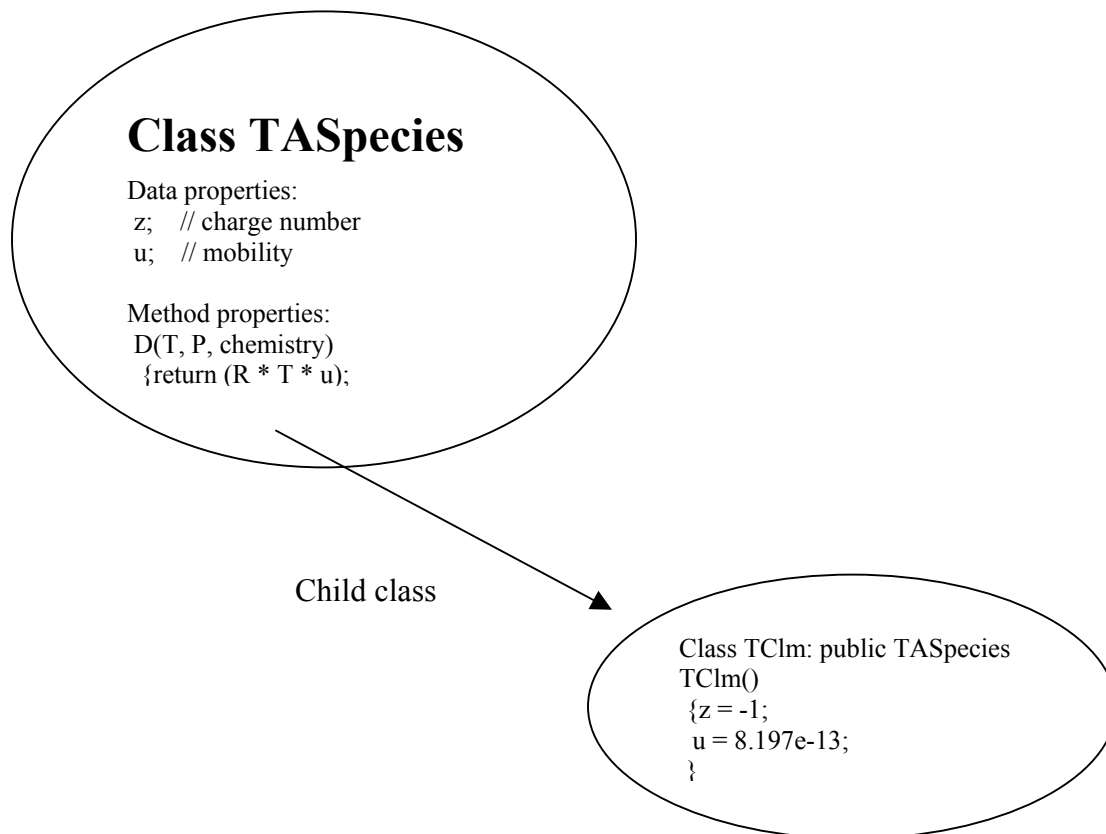 Class TASpecies
Data properties:
z; // charge number
u; // mobility
Method properties:
D(T, P, chemistry)
{return (R * T * u);
Child class
Class TClm: public TASpecies
TClm()
{z = -1;
u = 8.197e-13;
}